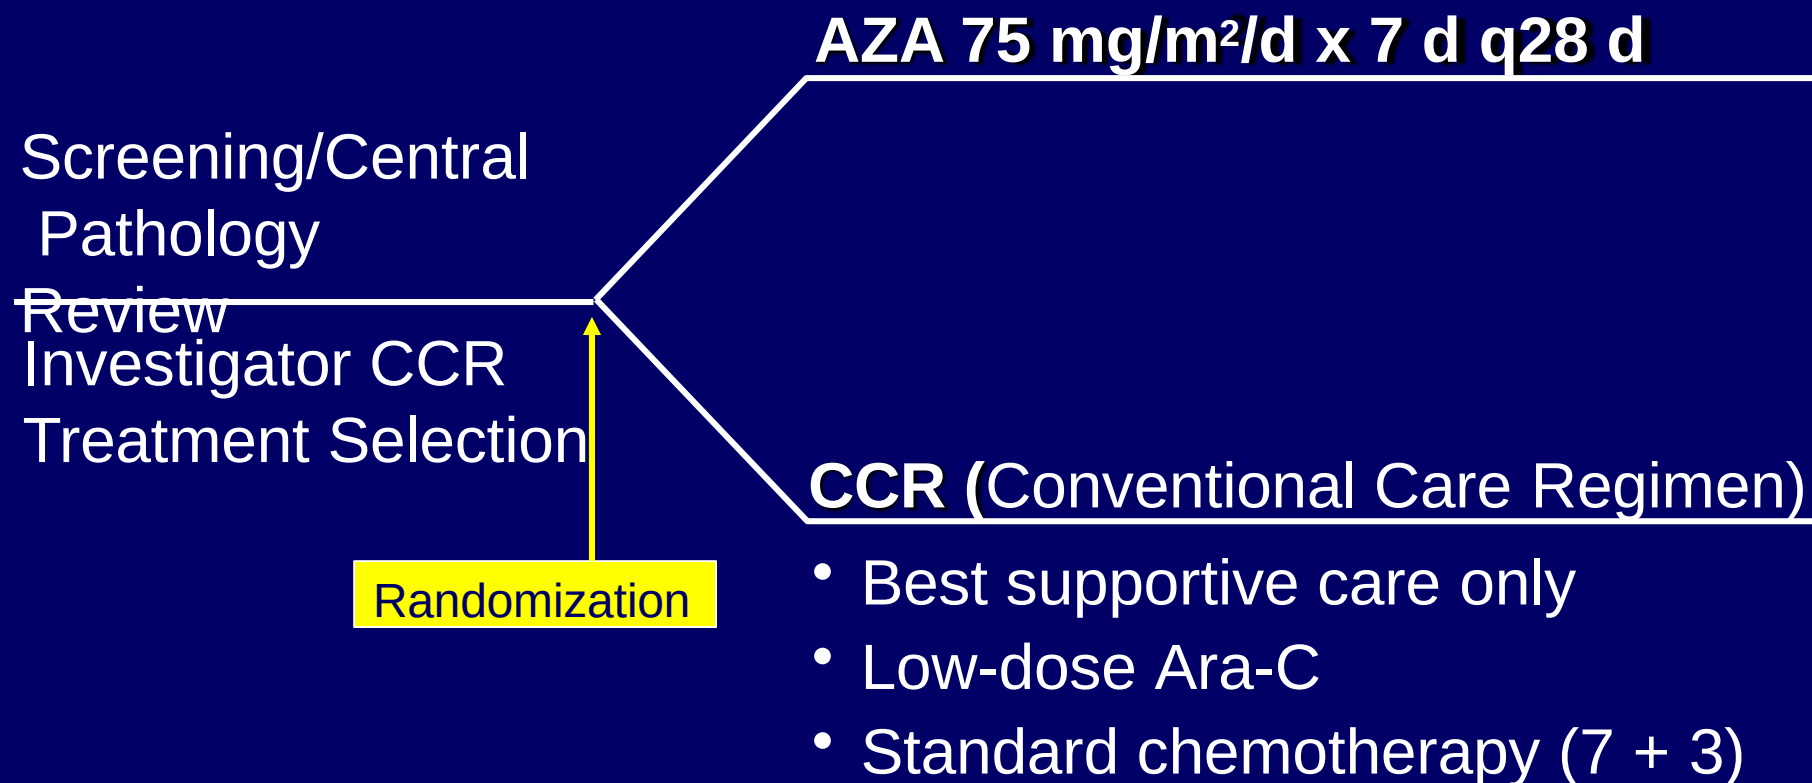 AZA 75 mg/m²/d x 7 d q28 d
Screening/Central
Pathology
Review
Investigator CCR
Treatment Selection
Randomization
CCR (Conventional Care Regimen)
• Best supportive care only
• Low-dose Ara-C
• Standard chemotherapy (7 + 3)